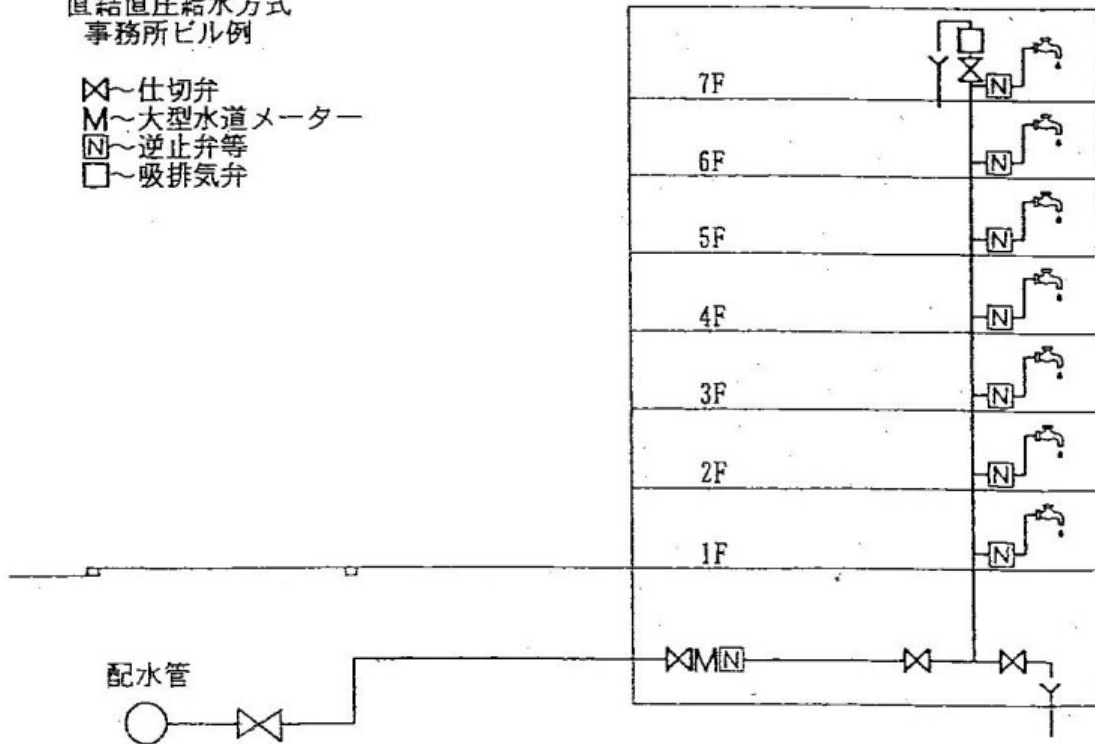 直結直圧給水方式
事務所ビル例
仕切弁
M～大型水道メーター
N～逆止弁等
～吸排気弁
7F
N
6F
N
5F
N
4F
N
3F
N
2F
N
1F
N
配水管
M N